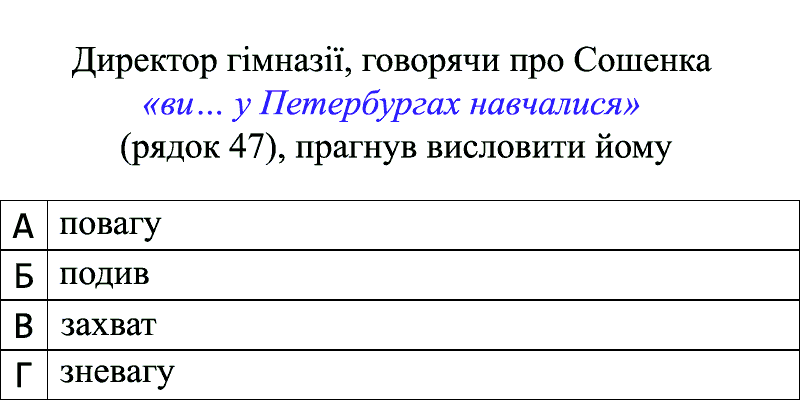 Директор гімназії, говорячи про Сошенка
«ви… у Петербургах навчалися»
(рядок 47), прагнув висловити йому
А повагу
Б подив
В захват
Г зневагу